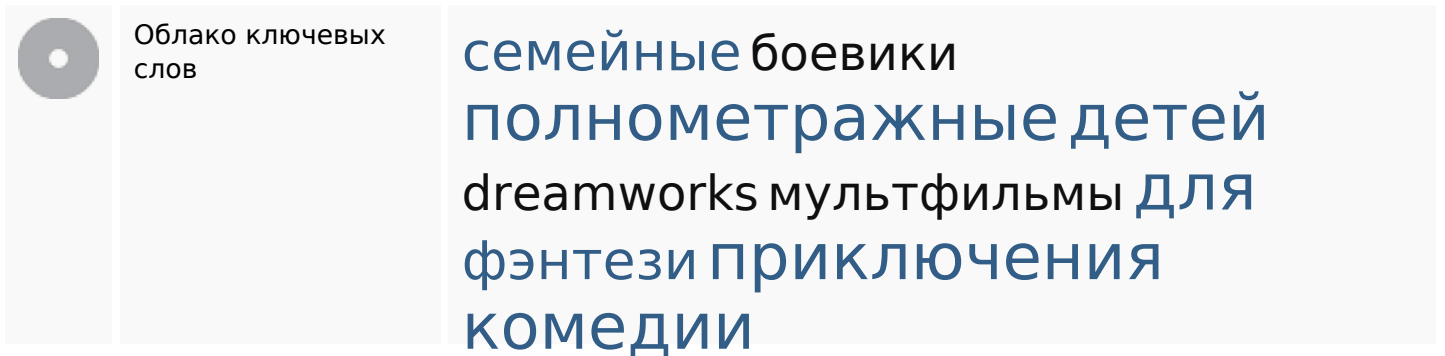 Облако ключевых
слов
семейные боевики
полнометражные детей
dreamworks мультфильмы для
фэнтези приключения
комедии